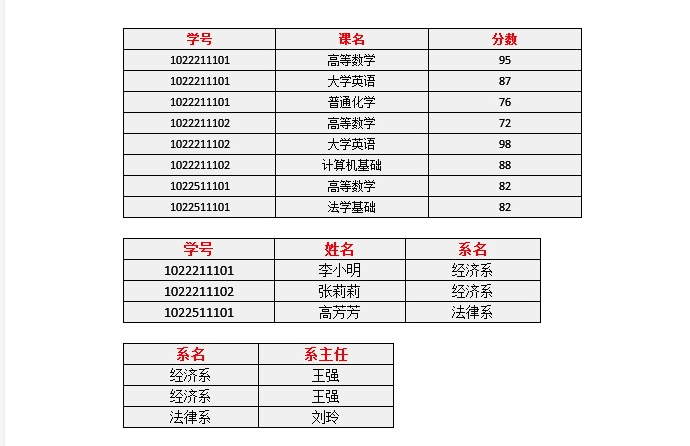 学号 课名 分数
1022211101 高等数学 95
1022211101 大学英语 87
1022211101 普通化学 76
1022211102 高等数学 72
1022211102 大学英语 98
1022211102 计算机基础 88
1022511101 高等数学 82
1022511101 法学基础 82
学号 姓名 系名
1022211101 李小明 经济系
1022211102 张莉莉 经济系
1022511101 高芳芳 法律系
系名 系主任
经济系 王强
经济系 王强
法律系 刘玲